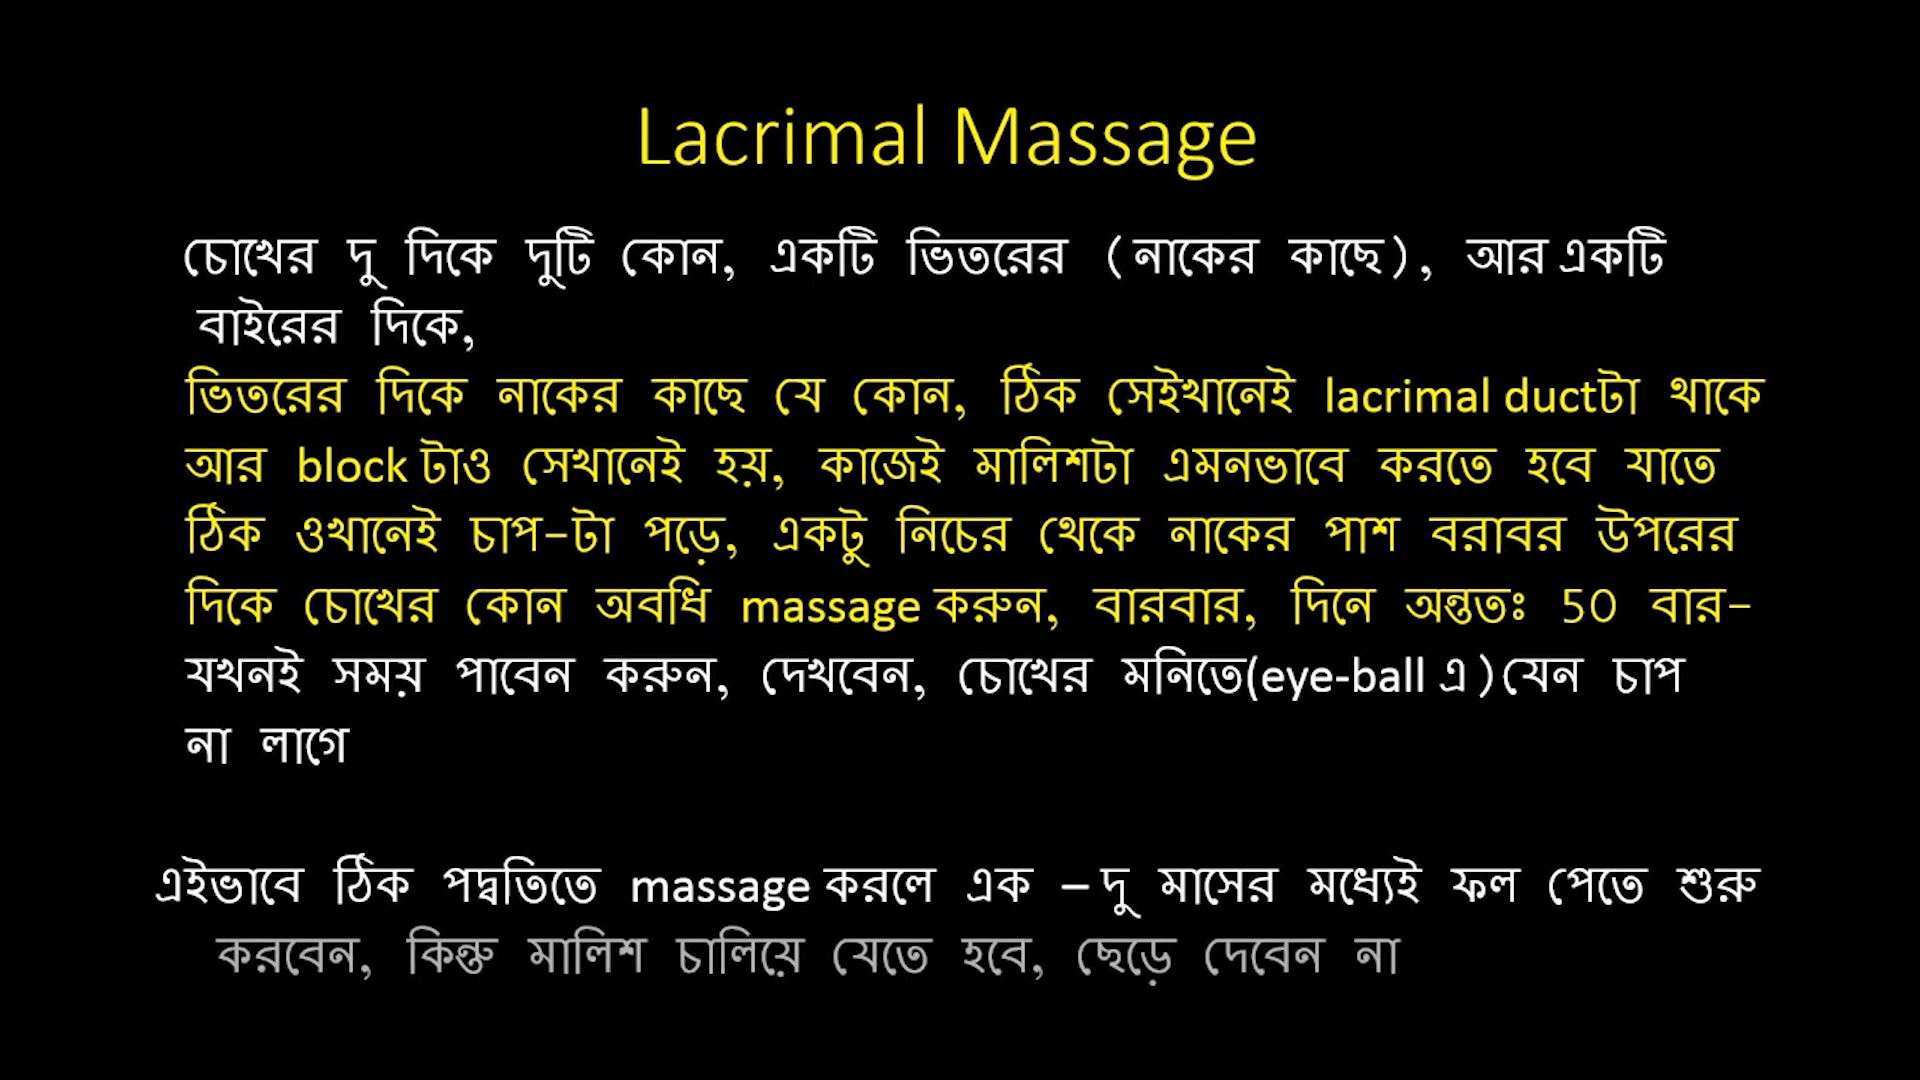 Lacrimal Massage
চোখের দু দিকে দুটি কোন, একটি ভিতরের (নাকের কাছে), আর একটি
বাইরের দিকে,
ভিতরের দিকে নাকের কাছে যে কোন, ঠিক সেইখানেই lacrimal ductটা থাকে
আর block টাও সেখানেই হয়, কাজেই মালিশটা এমনভাবে করতে হবে যাতে
ঠিক ওখানেই চাপ-টা পড়ে, একটু নিচের থেকে নাকের পাশ বরাবর উপরের
দিকে চোখের কোন অবধি massage করুন, বারবার, দিনে অন্ততঃ 50 বার-
যখনই সময় পাবেন করুন, দেখবেন, চোখের মনিতে(eye-ball এ)যেন চাপ
না লাগে
এইভাবে ঠিক পদ্বতিতে massage করলে এক – দু মাসের মধ্যেই ফল পেতে শুরু
করবেন, কিন্তু মালিশ চালিয়ে যেতে হবে, ছেড়ে দেবেন না